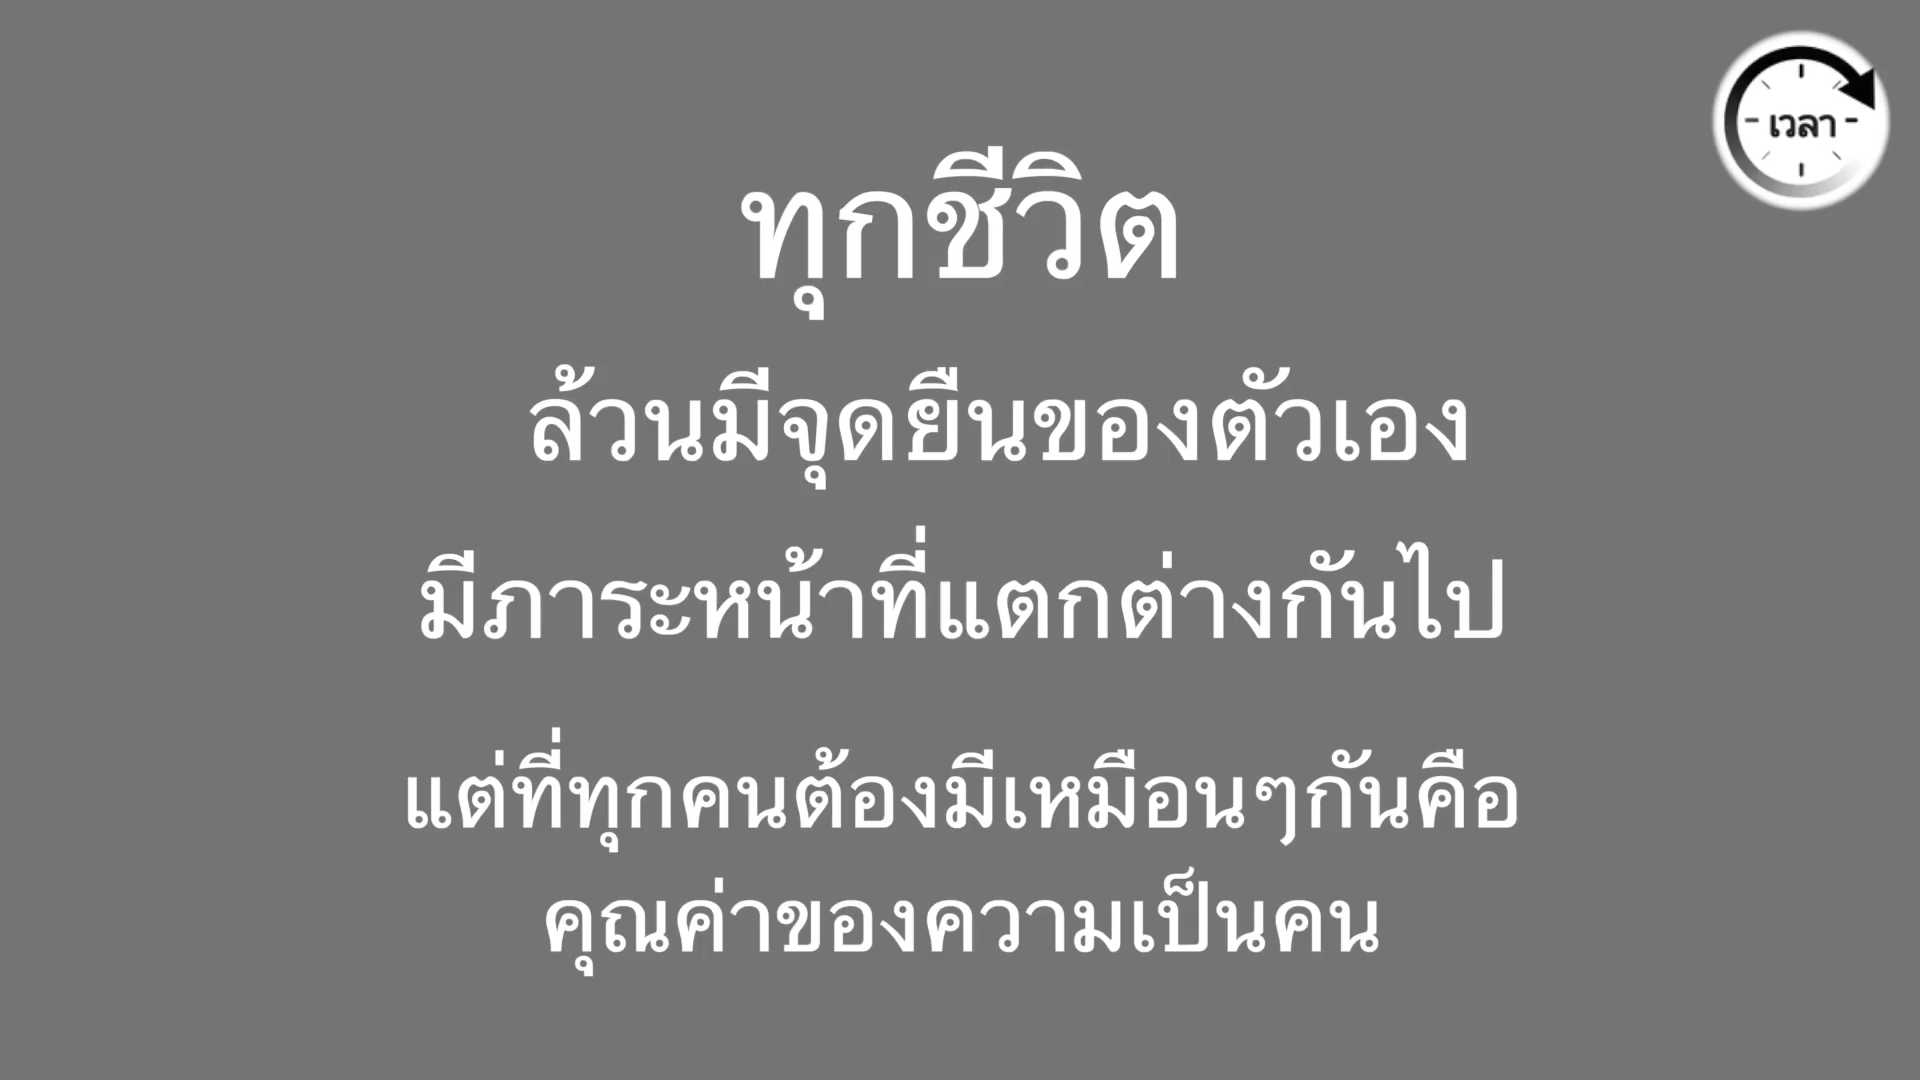 เวลา
ทุกชีวิต
ล้วนมีจุดยืนของตัวเอง
มีภาระหน้าที่แตกต่างกันไป
แต่ที่ทุกคนต้องมีเหมือนๆกันคือ
คุณค่าของความเป็นคน